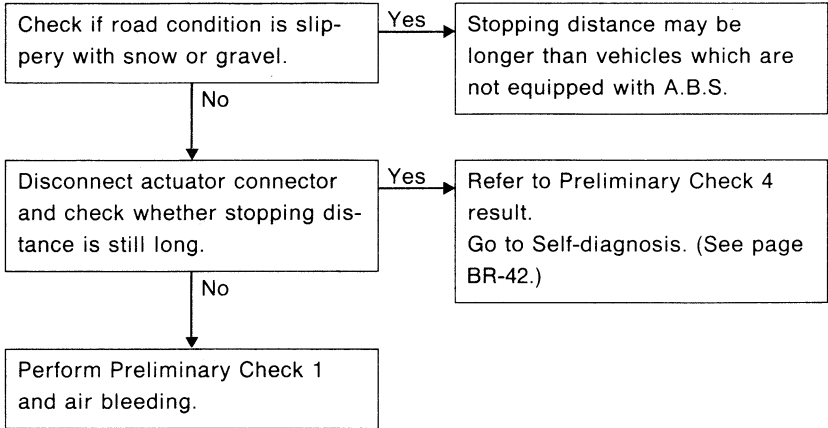 Check if road condition is slip-
pery with snow or gravel.
Yes
Stopping distance may be
longer than vehicles which are
not equipped with A.B.S.
No
Disconnect actuator connector
and check whether stopping dis-
tance is still long.
Yes
Refer to Preliminary Check 4
result.
Go to Self-diagnosis. (See page
BR-42.)
No
Perform Preliminary Check 1
and air bleeding.